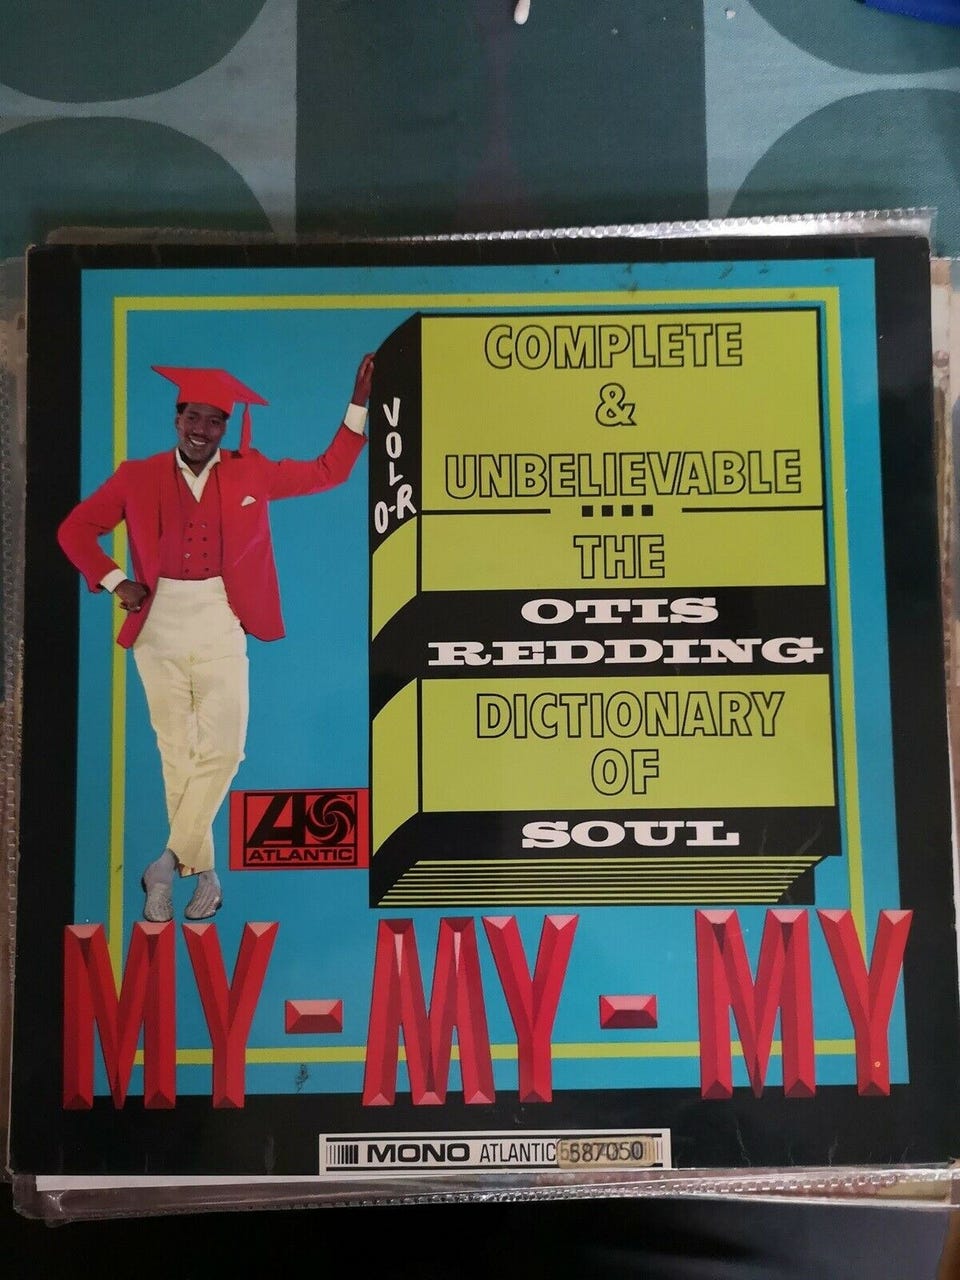 COMPLETE
&
UNBELIEVABLE
....
THE
OTIS
REDDING
DICTIONARY
OF
SOUL
VOL
O-R
ATLANTIC
MY-MY-MY
MONO ATLANTIC 587050